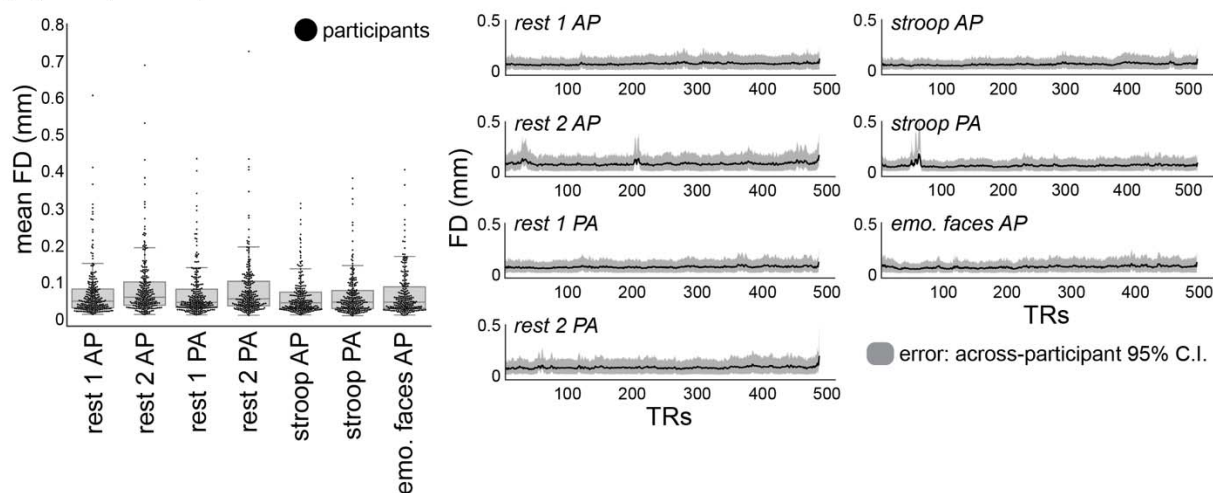 mean FD (mm)
0.8
0.7
0.6
0.5
0.4
0.3
0.2
0.1
0
participants
rest 1 AP
rest 2 AP
rest 1 PA
rest 2 PA
stroop AP
stroop PA
emo. faces AP
FD (mm)
rest 1 AP
0.5
0
100 200 300 400 500
rest 2 AP
0.5
0
100 200 300 400 500
rest 1 PA
0.5
0
100 200 300 400 500
rest 2 PA
0.5
0
100 200 300 400 500
TRs
stroop AP
0.5
0
100 200 300 400 500
stroop PA
0.5
0
100 200 300 400 500
emo. faces AP
0.5
0
100 200 300 400 500
TRs
error: across-participant 95% C.I.